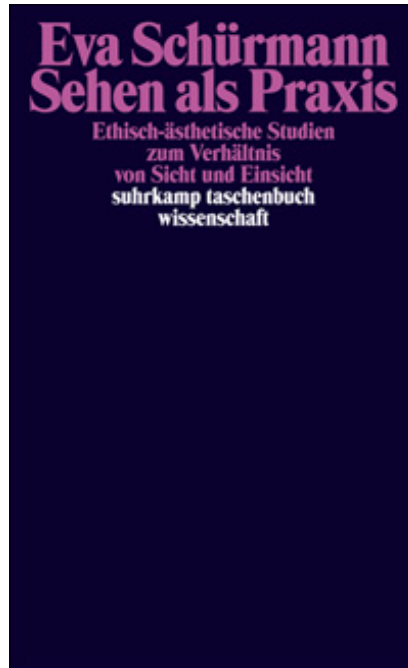 Eva Schürmann
Sehen als Praxis
Ethisch-ästhetische Studien
zum Verhältnis
von Sicht und Einsicht
suhrkamp taschenbuch
wissenschaft